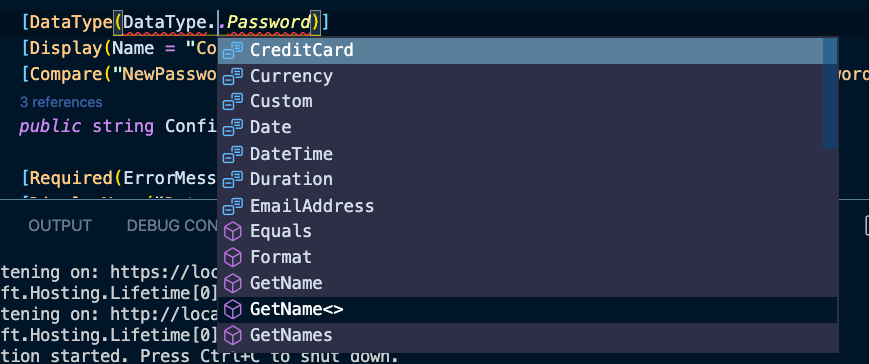 [DataType(DataType..Password)]
[Display(Name = "Co
CreditCard
[Compare("NewPasswo
Currency
word
3 references
Custom
public string Confi
Date
DateTime
[Required(ErrorMess
Duration
EmailAddress
OUTPUT
DEBUG CON
Equals
Format
tening on: https://loc
GetName
ft.Hosting.Lifetime[0]
GetName<>
tening on: http://loca
ft.Hosting.Lifetime[0]
GetNames
tion started. Press Ctrl+C to shut down.